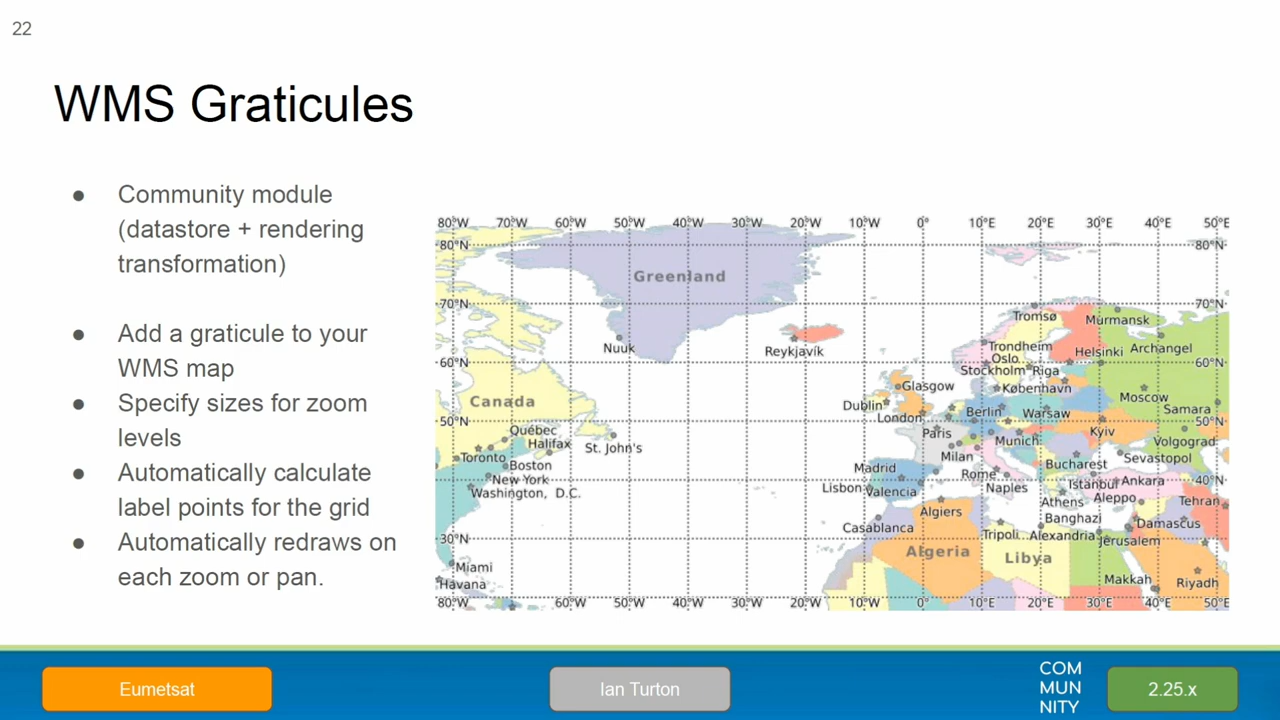 22
WMS Graticules
● Community module
(datastore + rendering
transformation)
● Add a graticule to your
WMS map
● Specify sizes for zoom
levels
● Automatically calculate
label points for the grid
● Automatically redraws on
each zoom or pan.
80°W 70°W 60°W 50°W 40°W 30°W 20°W 10°W 0° 10°E 20°E 30°E 40°E 50°E
80°N 80°N
Greenland
70°N 70°N
Tromsø Murmansk
Nuuk Reykjavík Trondheim Helsinki Archangel
Oslo
60°N 60°N
Stockholm Riga
Glasgow København
Canada Dublin Moscow
London Berlin Warsaw Samara
50°N 50°N
Québec Paris Kyiv
Halifax St. John's Munich Volgograd
Toronto Milan Sevastopol
Boston Madrid Rome Bucharest
New York 40°N
Istanbul Ankara
Washington, D.C. Lisbon Valencia Naples Aleppo
Athens Tehran
Algiers Banghazi
Casablanca Damascus
30°N Tripoli Alexandria Jerusalem
Algeria Libya
Miami Makkah Riyadh
Havana
80°W 60°W 50°W 40°W 30°W 20°W 10°W 0° 10°E 20°E 30°E 40°E 50°E
Eumetsat
Ian Turton
COM
MUN
NITY
2.25.x